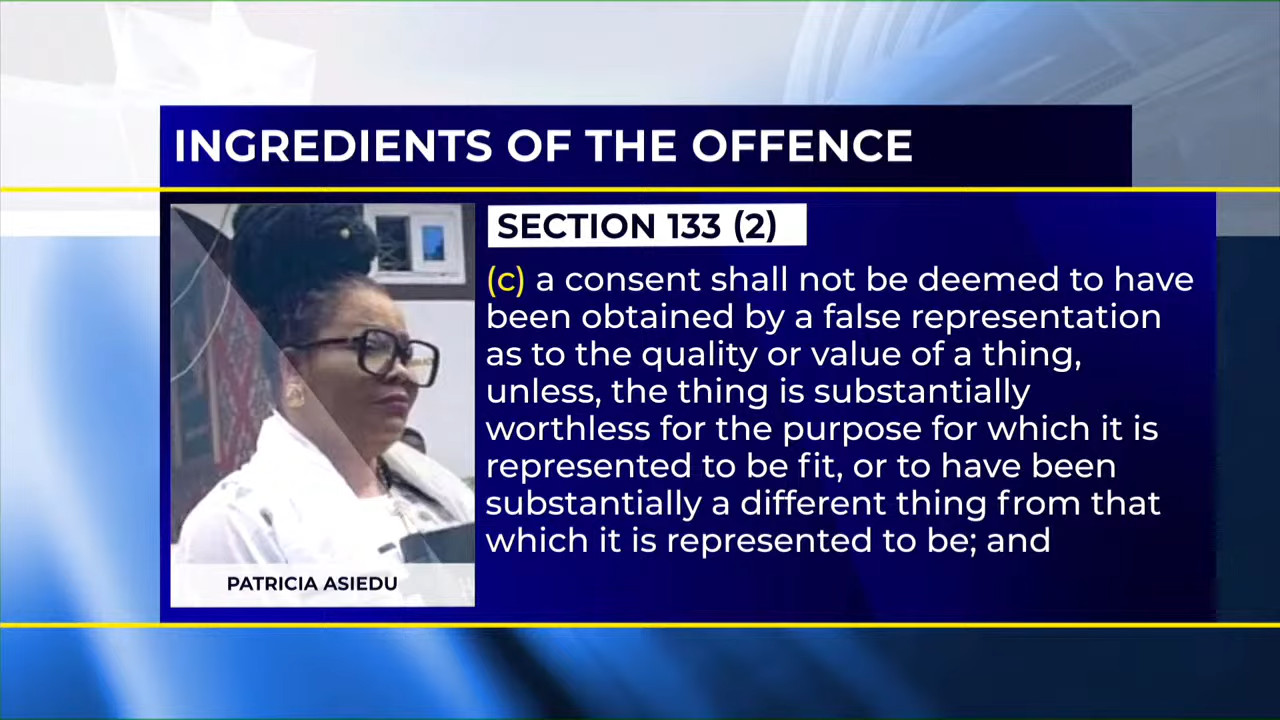 INGREDIENTS OF THE OFFENCE
SECTION 133 (2)
(c) a consent shall not be deemed to have
been obtained by a false representation
as to the quality or value of a thing,
unless, the thing is substantially
worthless for the purpose for which it is
represented to be fit, or to have been
substantially a different thing from that
which it is represented to be; and
PATRICIA ASIEDU